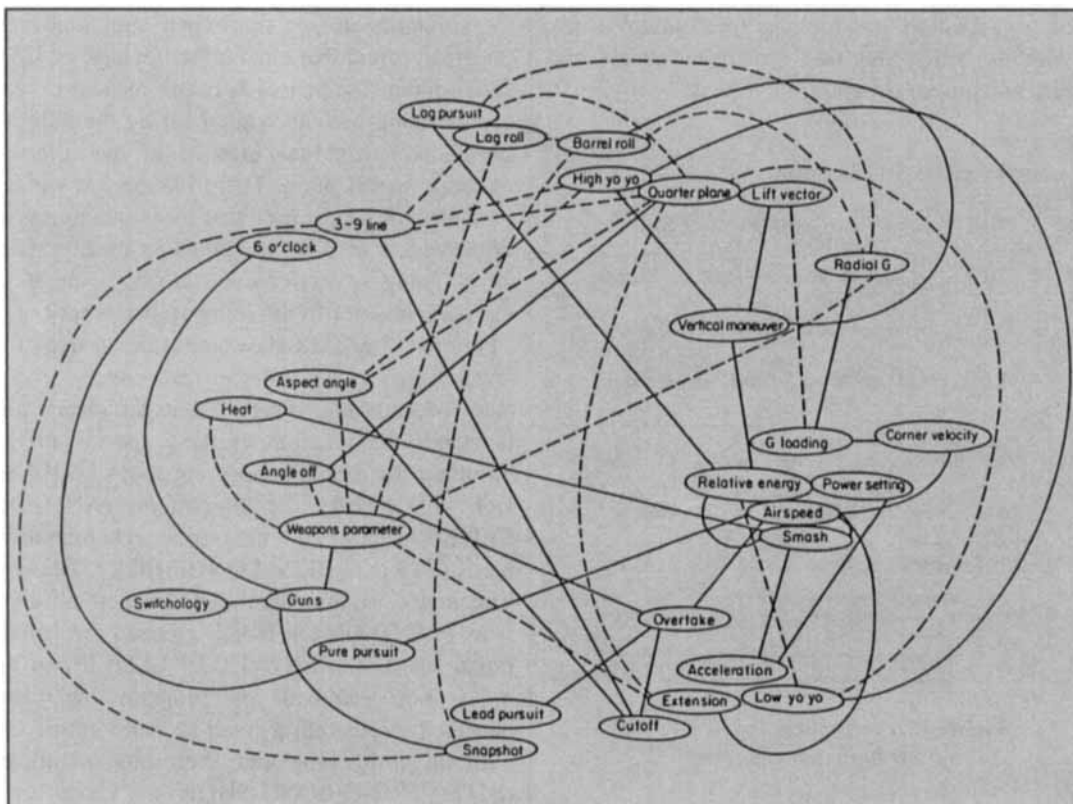 Lag pursuit
Lag roll
Barrel roll
High yo yo
Quarter plane
Lift vector
3-9 line
6 o'clock
Radial G
Vertical maneuver
Aspect angle
Heat
G loading
Corner velocity
Angle off
Relative energy
Power setting
Airspeed
Weapons parameter
Smash
Switchology
Guns
Overtake
Pure pursuit
Acceleration
Extension
Low yo yo
Lead pursuit
Cutoff
Snapshot